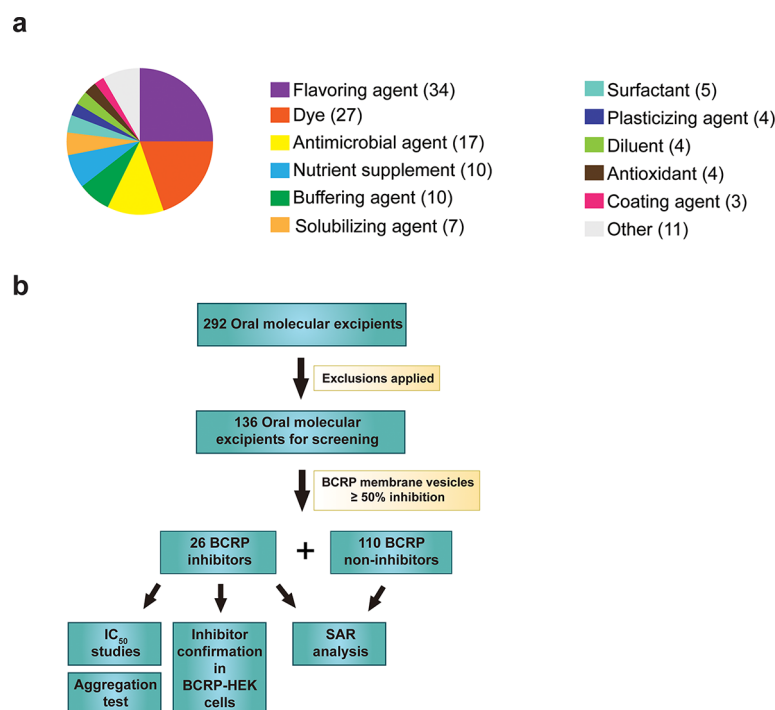 a
Flavoring agent (34)
Dye (27)
Antimicrobial agent (17)
Nutrient supplement (10)
Buffering agent (10)
Solubilizing agent (7)
Surfactant (5)
Plasticizing agent (4)
Diluent (4)
Antioxidant (4)
Coating agent (3)
Other (11)
b
292 Oral molecular excipients
Exclusions applied
136 Oral molecular
excipients for screening
BCRP membrane vesicles
≥ 50% inhibition
26 BCRP
inhibitors
+
110 BCRP
non-inhibitors
IC50
studies
Aggregation
test
Inhibitor
confirmation
in
BCRP-HEK
cells
SAR
analysis